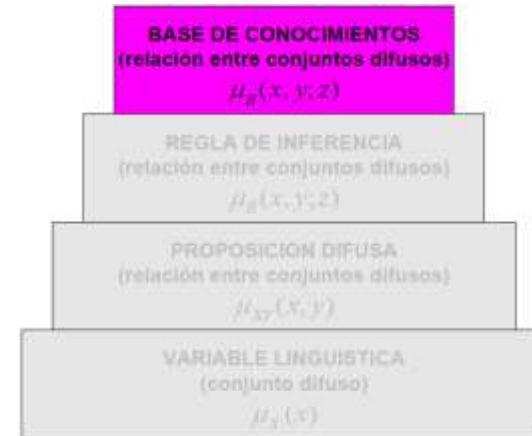 BASE DE CONOCIMIENTOS
(relación entre conjuntos difusos)
μ_R(x, y; z)
REGLA DE INFERENCIA
(relación entre conjuntos difusos)
μ_R(x, y; z)
PROPOSICION DIFUSA
(relación entre conjuntos difusos)
μ_XY(x, y)
VARIABLE LINGUISTICA
(conjunto difuso)
μ_X(x)